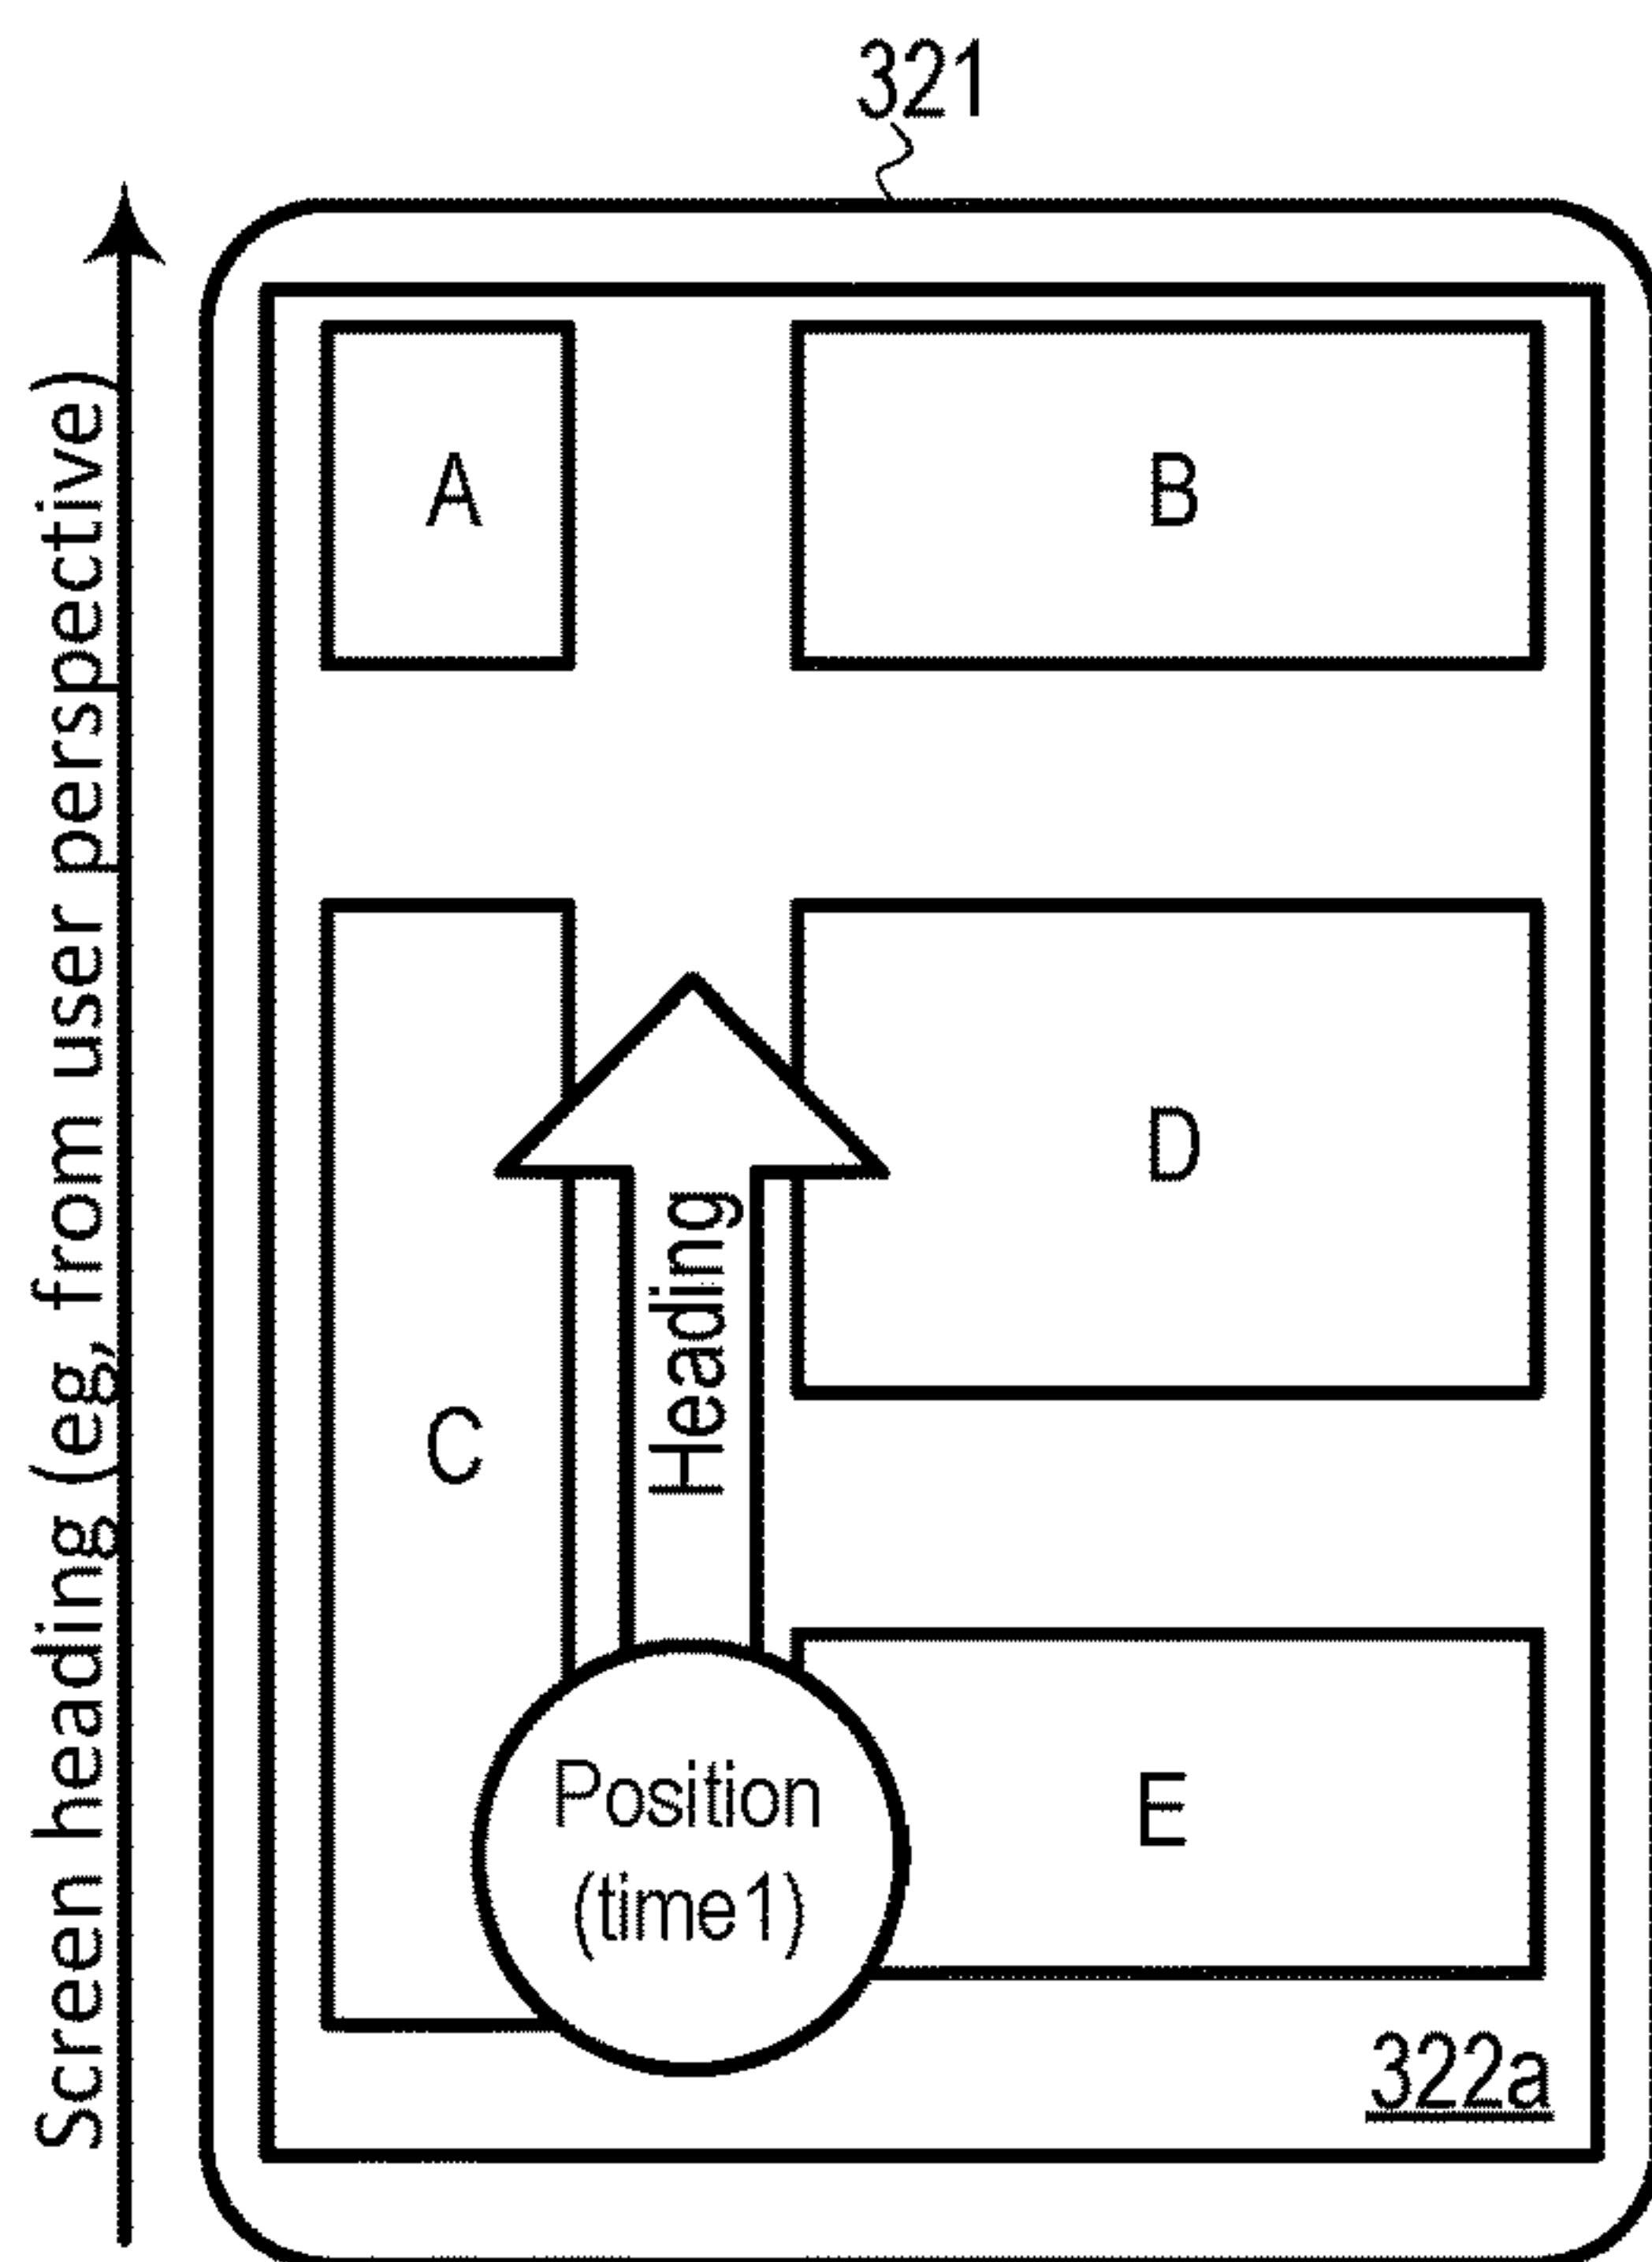 321
Screen heading (eg, from user perspective)
A
B
C
D
Heading
E
Position
(time1)
322a